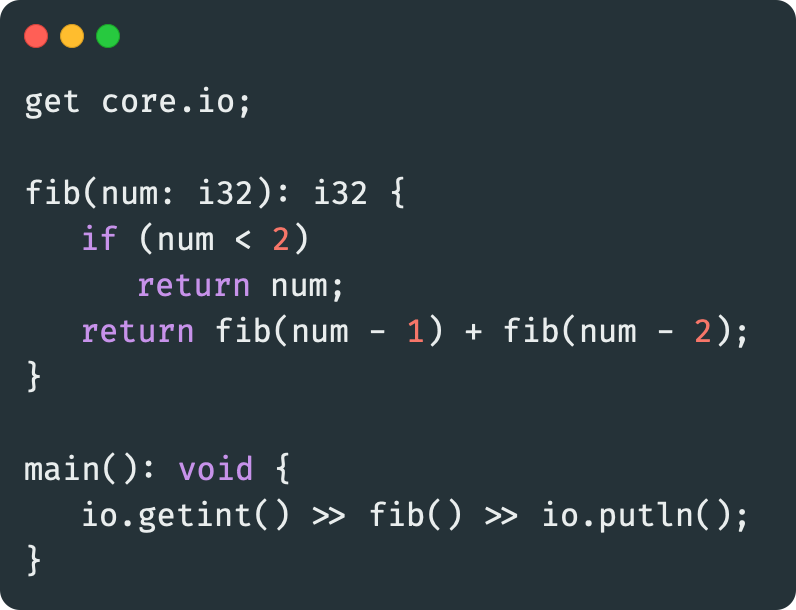 get core.io;

fib(num: i32): i32 {
   if (num < 2)
      return num;
   return fib(num - 1) + fib(num - 2);
}

main(): void {
   io.getint() >> fib() >> io.putln();
}